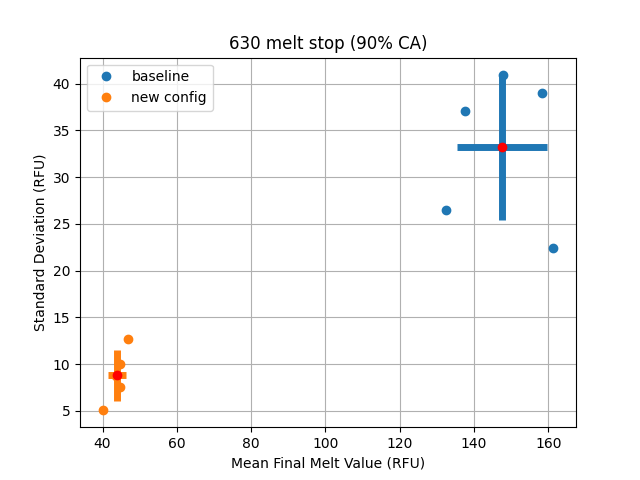 630 melt stop (90% CA)
baseline
new config
Standard Deviation (RFU)
40
35
30
25
20
15
10
5
40 60 80 100 120 140 160
Mean Final Melt Value (RFU)